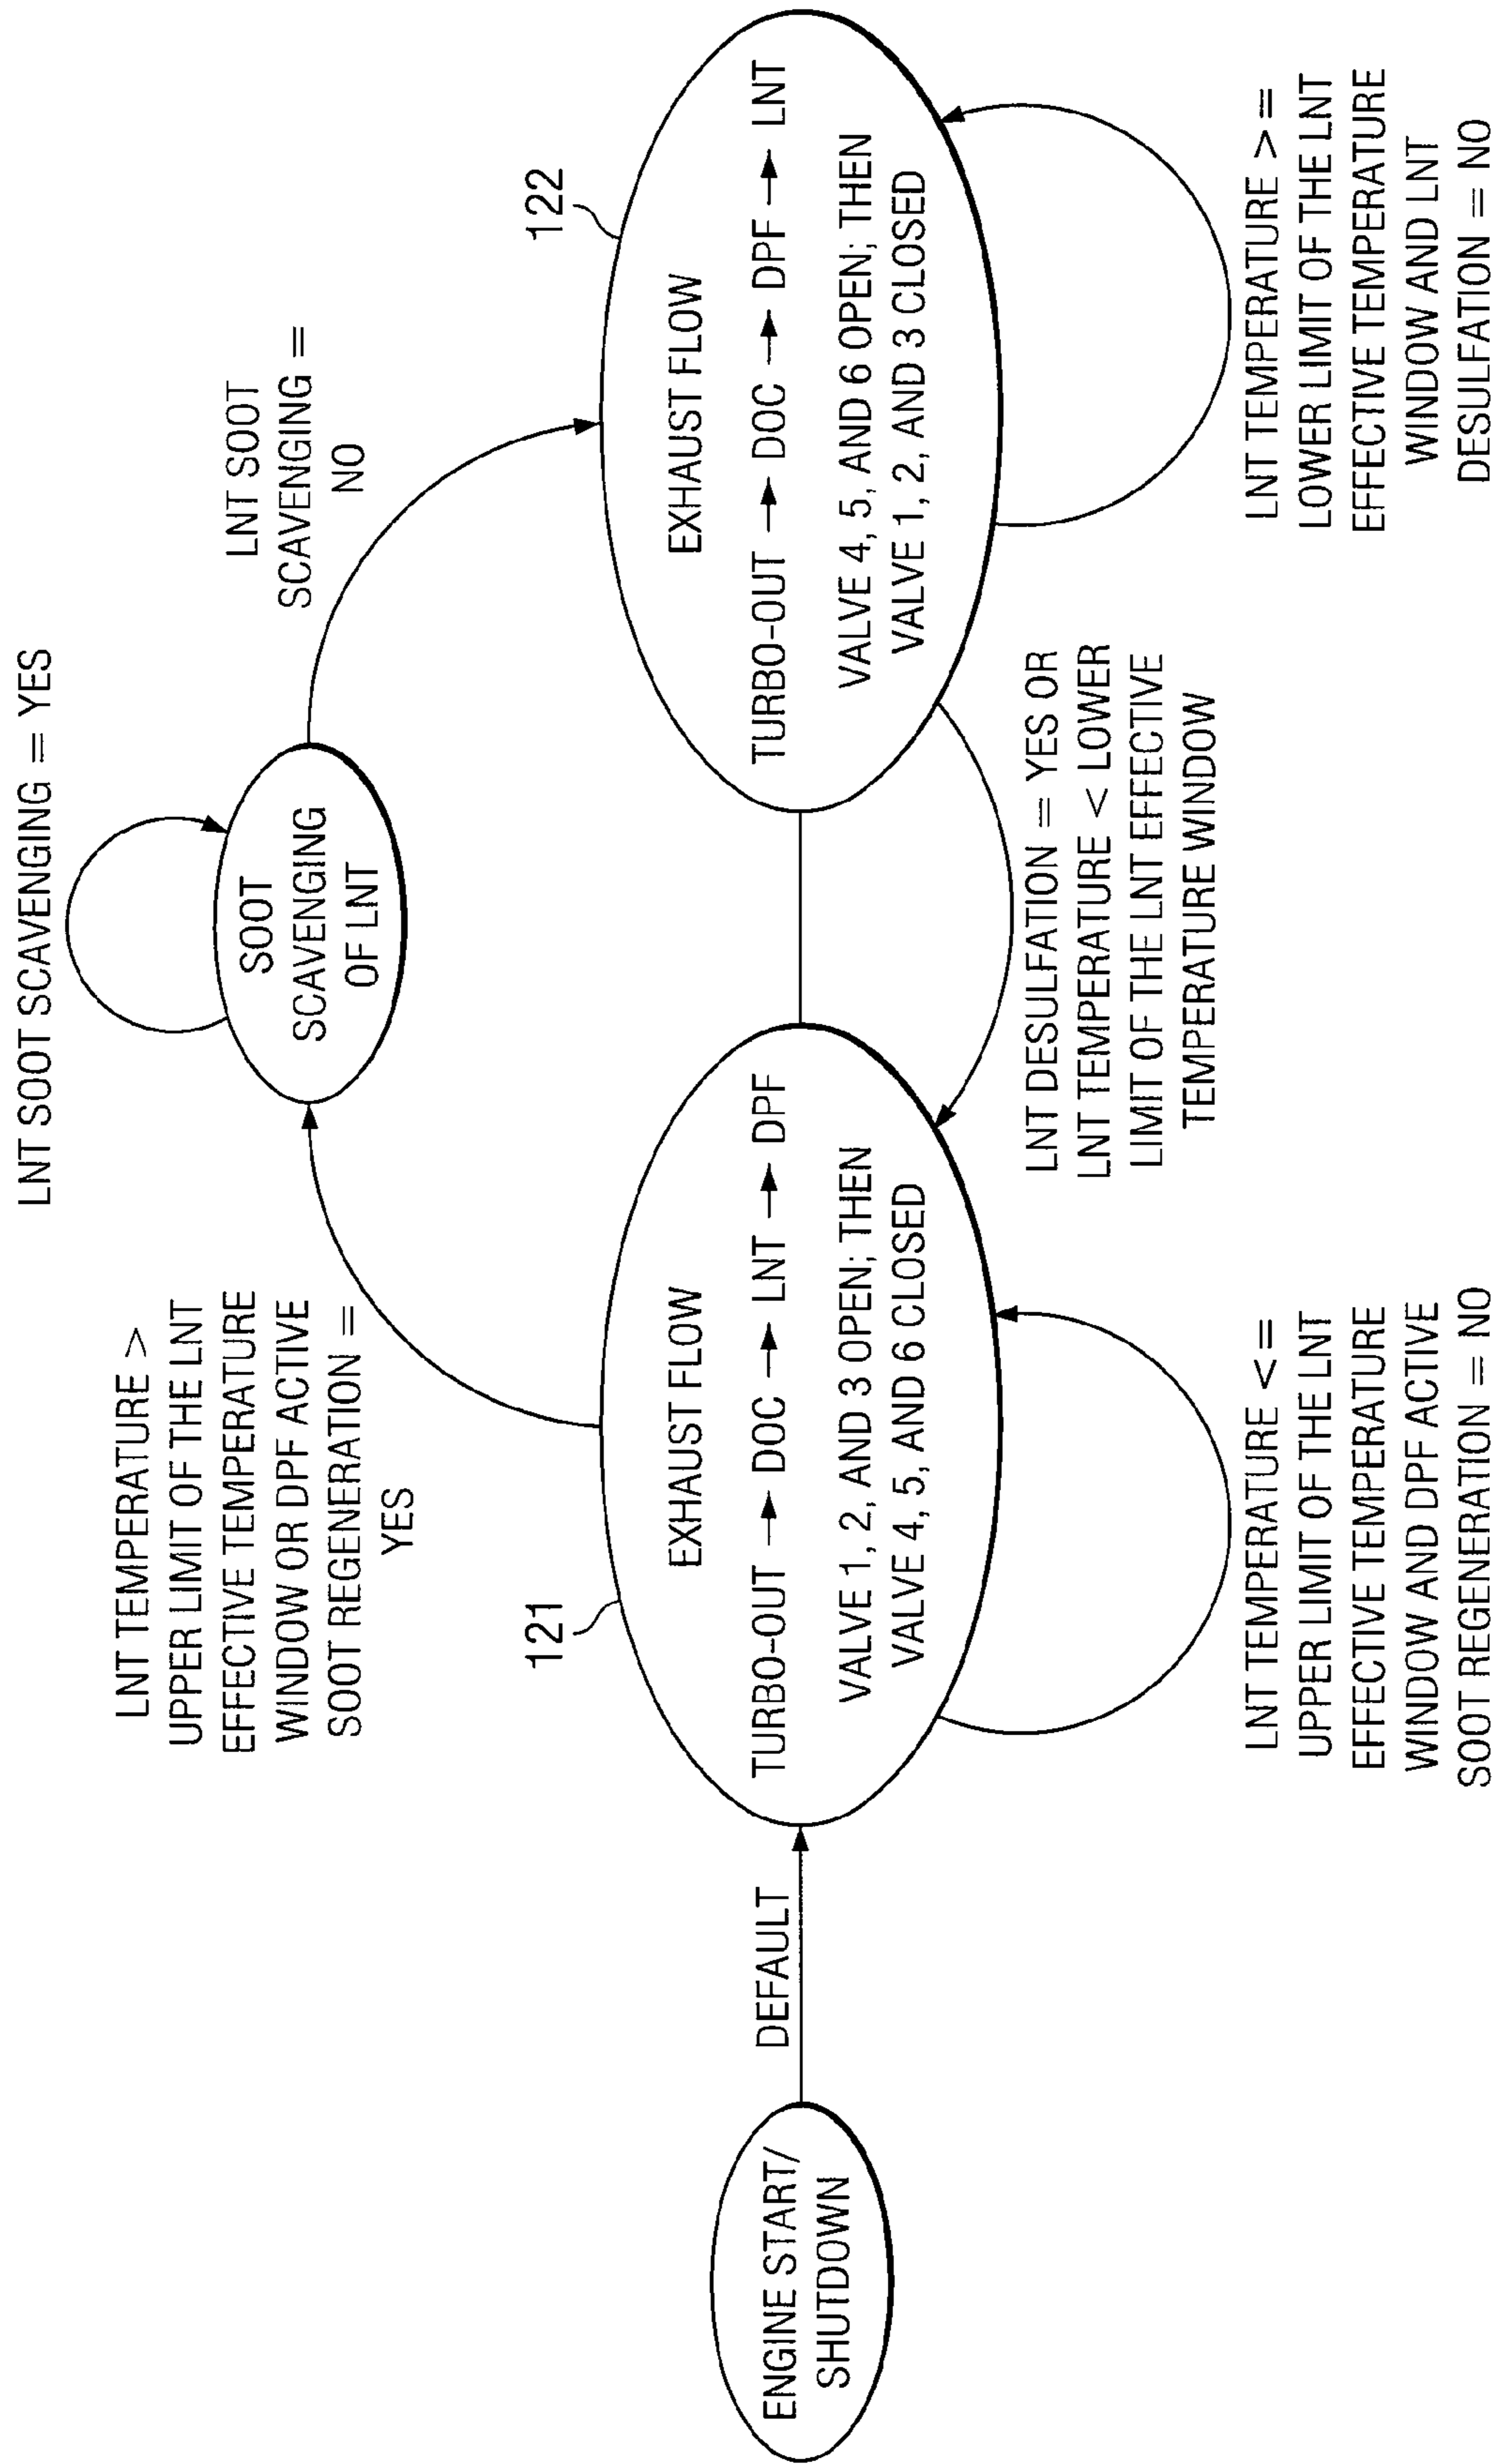 LNT SOOT SCAVENGING = YES
SOOT
SCAVENGING
OF LNT
LNT TEMPERATURE >
UPPER LIMIT OF THE LNT
EFFECTIVE TEMPERATURE
WINDOW OR DPF ACTIVE
SOOT REGENERATION =
YES
LNT SOOT
SCAVENGING =
NO
ENGINE START/
SHUTDOWN
DEFAULT
121
EXHAUST FLOW
TURBO-OUT → DOC → LNT → DPF
VALVE 1, 2, AND 3 OPEN; THEN
VALVE 4, 5, AND 6 CLOSED
122
EXHAUST FLOW
TURBO-OUT → DOC → DPF → LNT
VALVE 4, 5, AND 6 OPEN; THEN
VALVE 1, 2, AND 3 CLOSED
LNT DESULFATION = YES OR
LNT TEMPERATURE < LOWER
LIMIT OF THE LNT EFFECTIVE
TEMPERATURE WINDOW
LNT TEMPERATURE <=
UPPER LIMIT OF THE LNT
EFFECTIVE TEMPERATURE
WINDOW AND DPF ACTIVE
SOOT REGENERATION = NO
LNT TEMPERATURE >=
LOWER LIMIT OF THE LNT
EFFECTIVE TEMPERATURE
WINDOW AND LNT
DESULFATION = NO